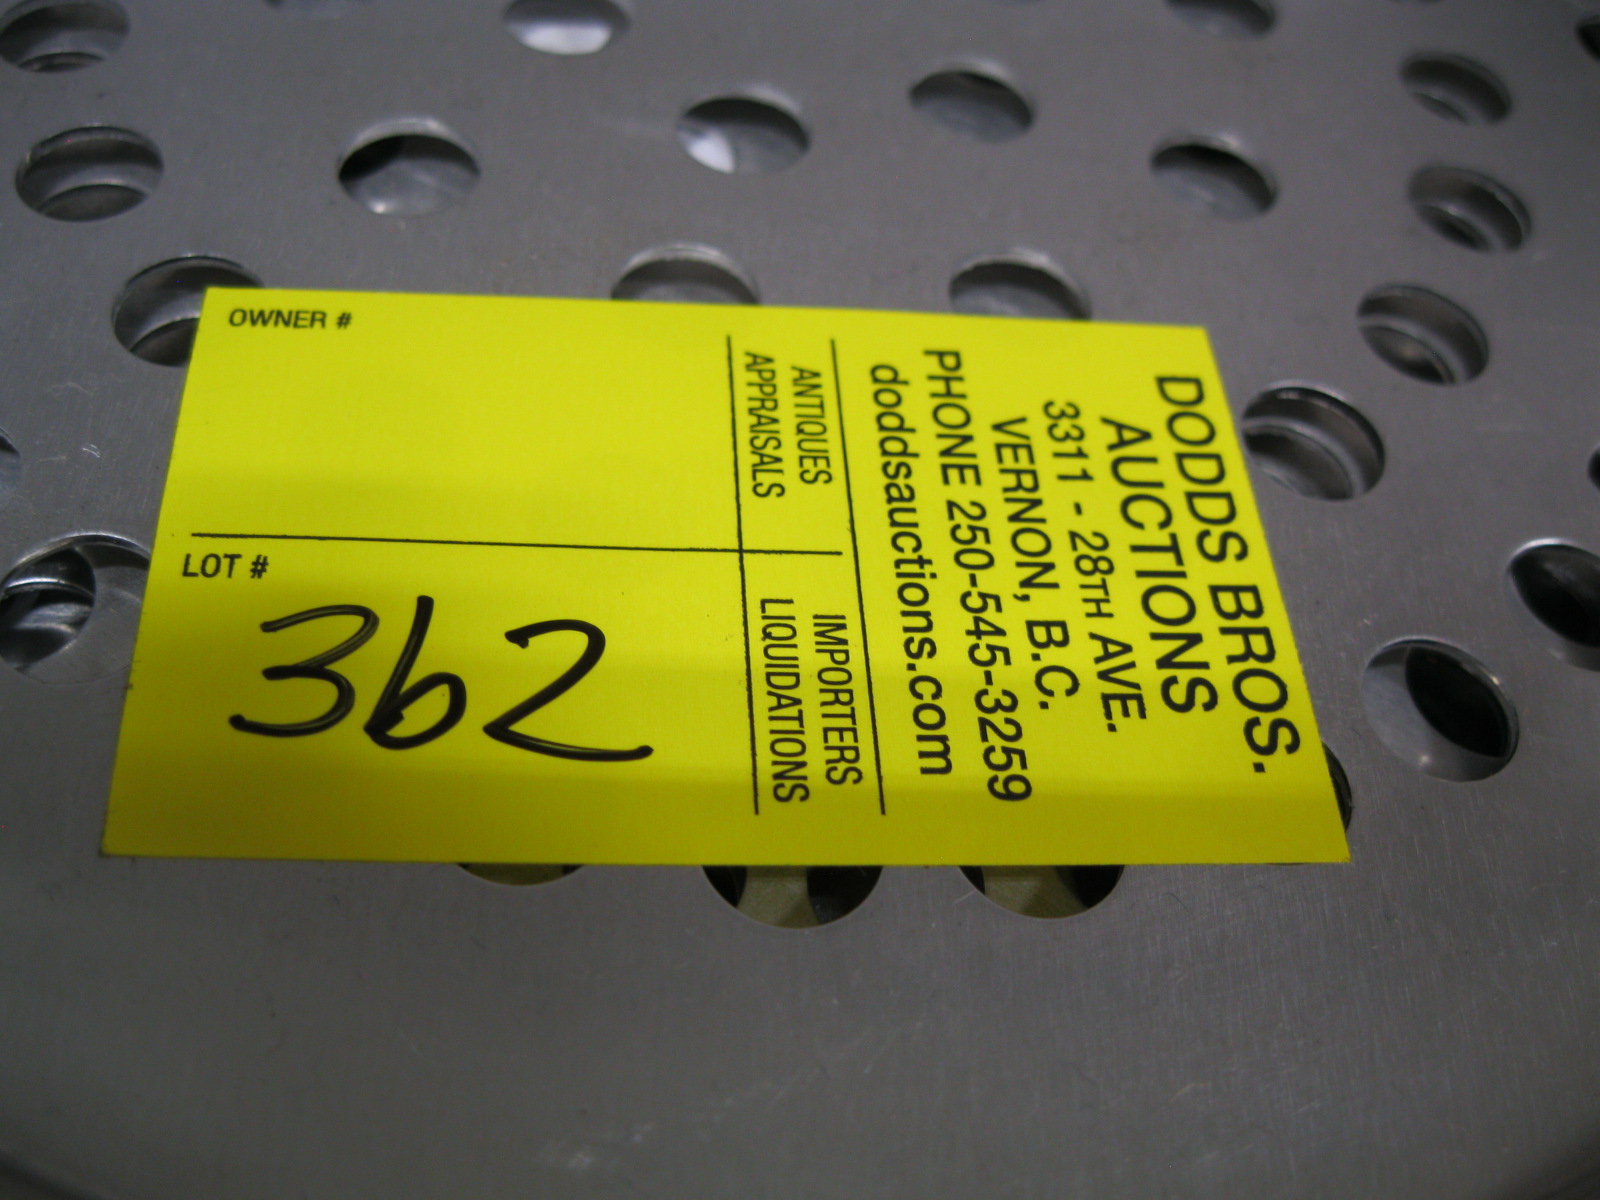 OWNER #
LOT #
362
DODDS BROS.
AUCTIONS
3311 - 28TH AVE.
VERNON, B.C.
PHONE 250-545-3259
doddsauctions.com
ANTIQUES IMPORTERS
APPRAISALS LIQUIDATIONS